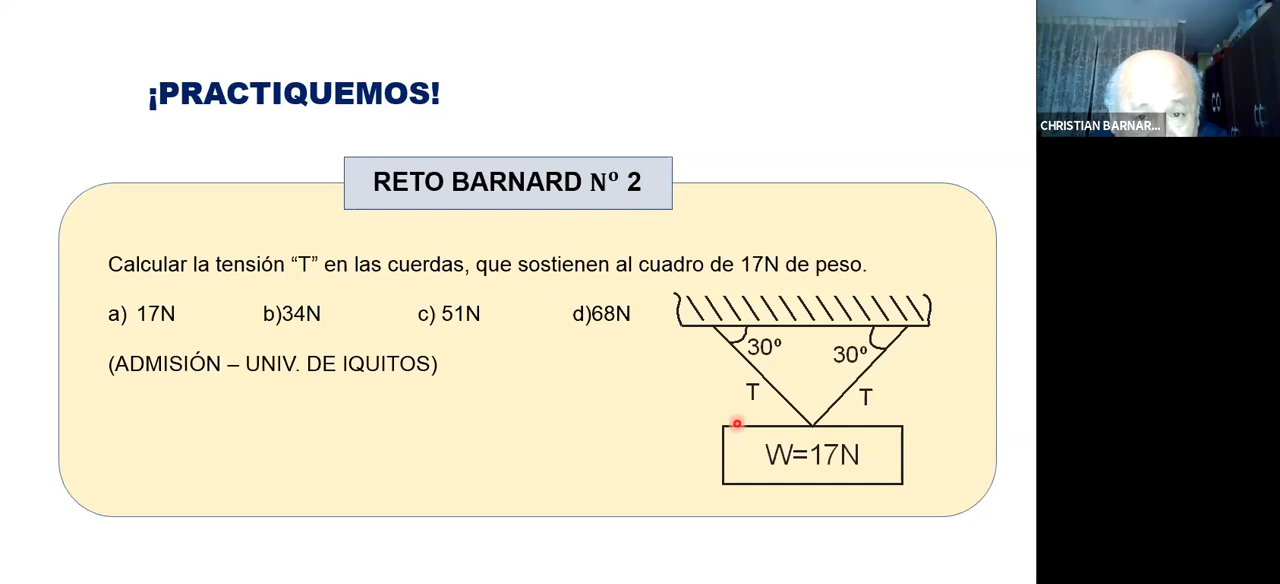 ¡PRACTIQUEMOS!
CHRISTIAN BARNAR...
RETO BARNARD Nº 2
Calcular la tensión “T” en las cuerdas, que sostienen al cuadro de 17N de peso.
a) 17N b)34N c) 51N d)68N
(ADMISIÓN – UNIV. DE IQUITOS)
30º 30º
T T
W=17N